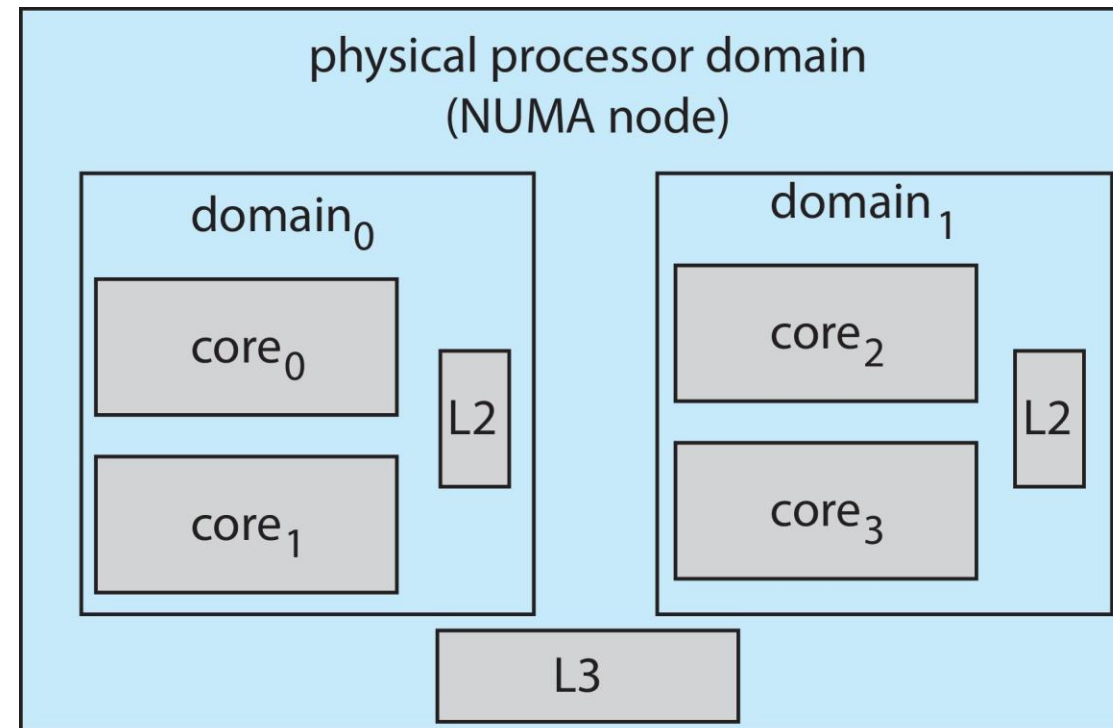 physical processor domain
(NUMA node)
domain₀
core₀
core₁
L2
domain₁
core₂
core₃
L2
L3